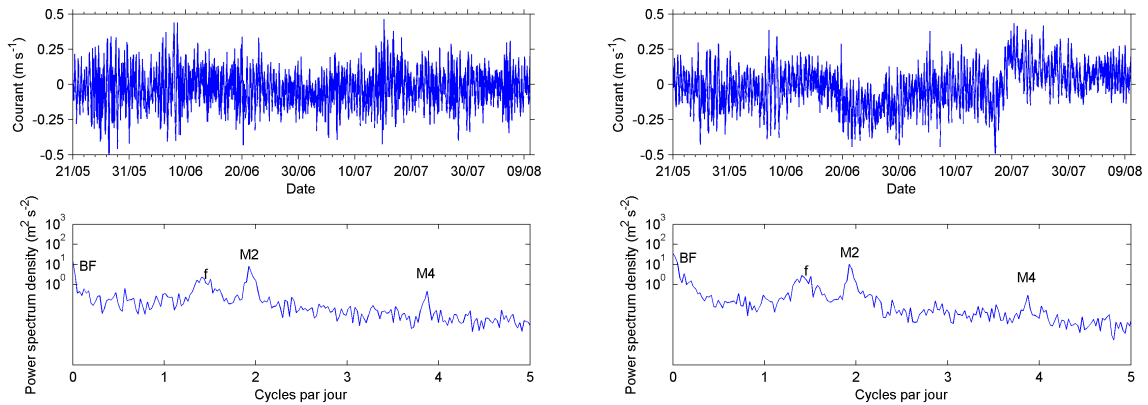 0.5
0.25
0
-0.25
-0.5
Courant (m s-1)
21/05 31/05 10/06 20/06 30/06 10/07 20/07 30/07 09/08
Date
0.5
0.25
0
-0.25
-0.5
Courant (m s-1)
21/05 31/05 10/06 20/06 30/06 10/07 20/07 30/07 09/08
Date
Power spectrum density (m2 s-2)
103
102
101
100
BF
f
M2
M4
0 1 2 3 4 5
Cycles par jour
Power spectrum density (m2 s-2)
103
102
101
100
BF
f
M2
M4
0 1 2 3 4 5
Cycles par jour